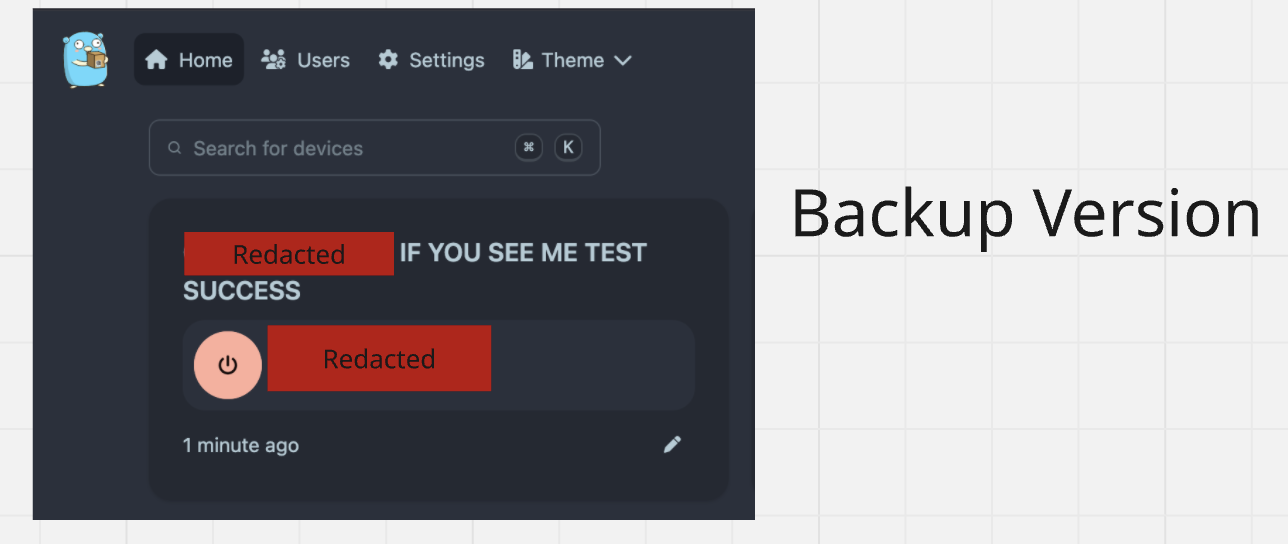 Home Users Settings Theme
Search for devices ⌘ K
Redacted IF YOU SEE ME TEST
SUCCESS
Redacted
1 minute ago
Backup Version